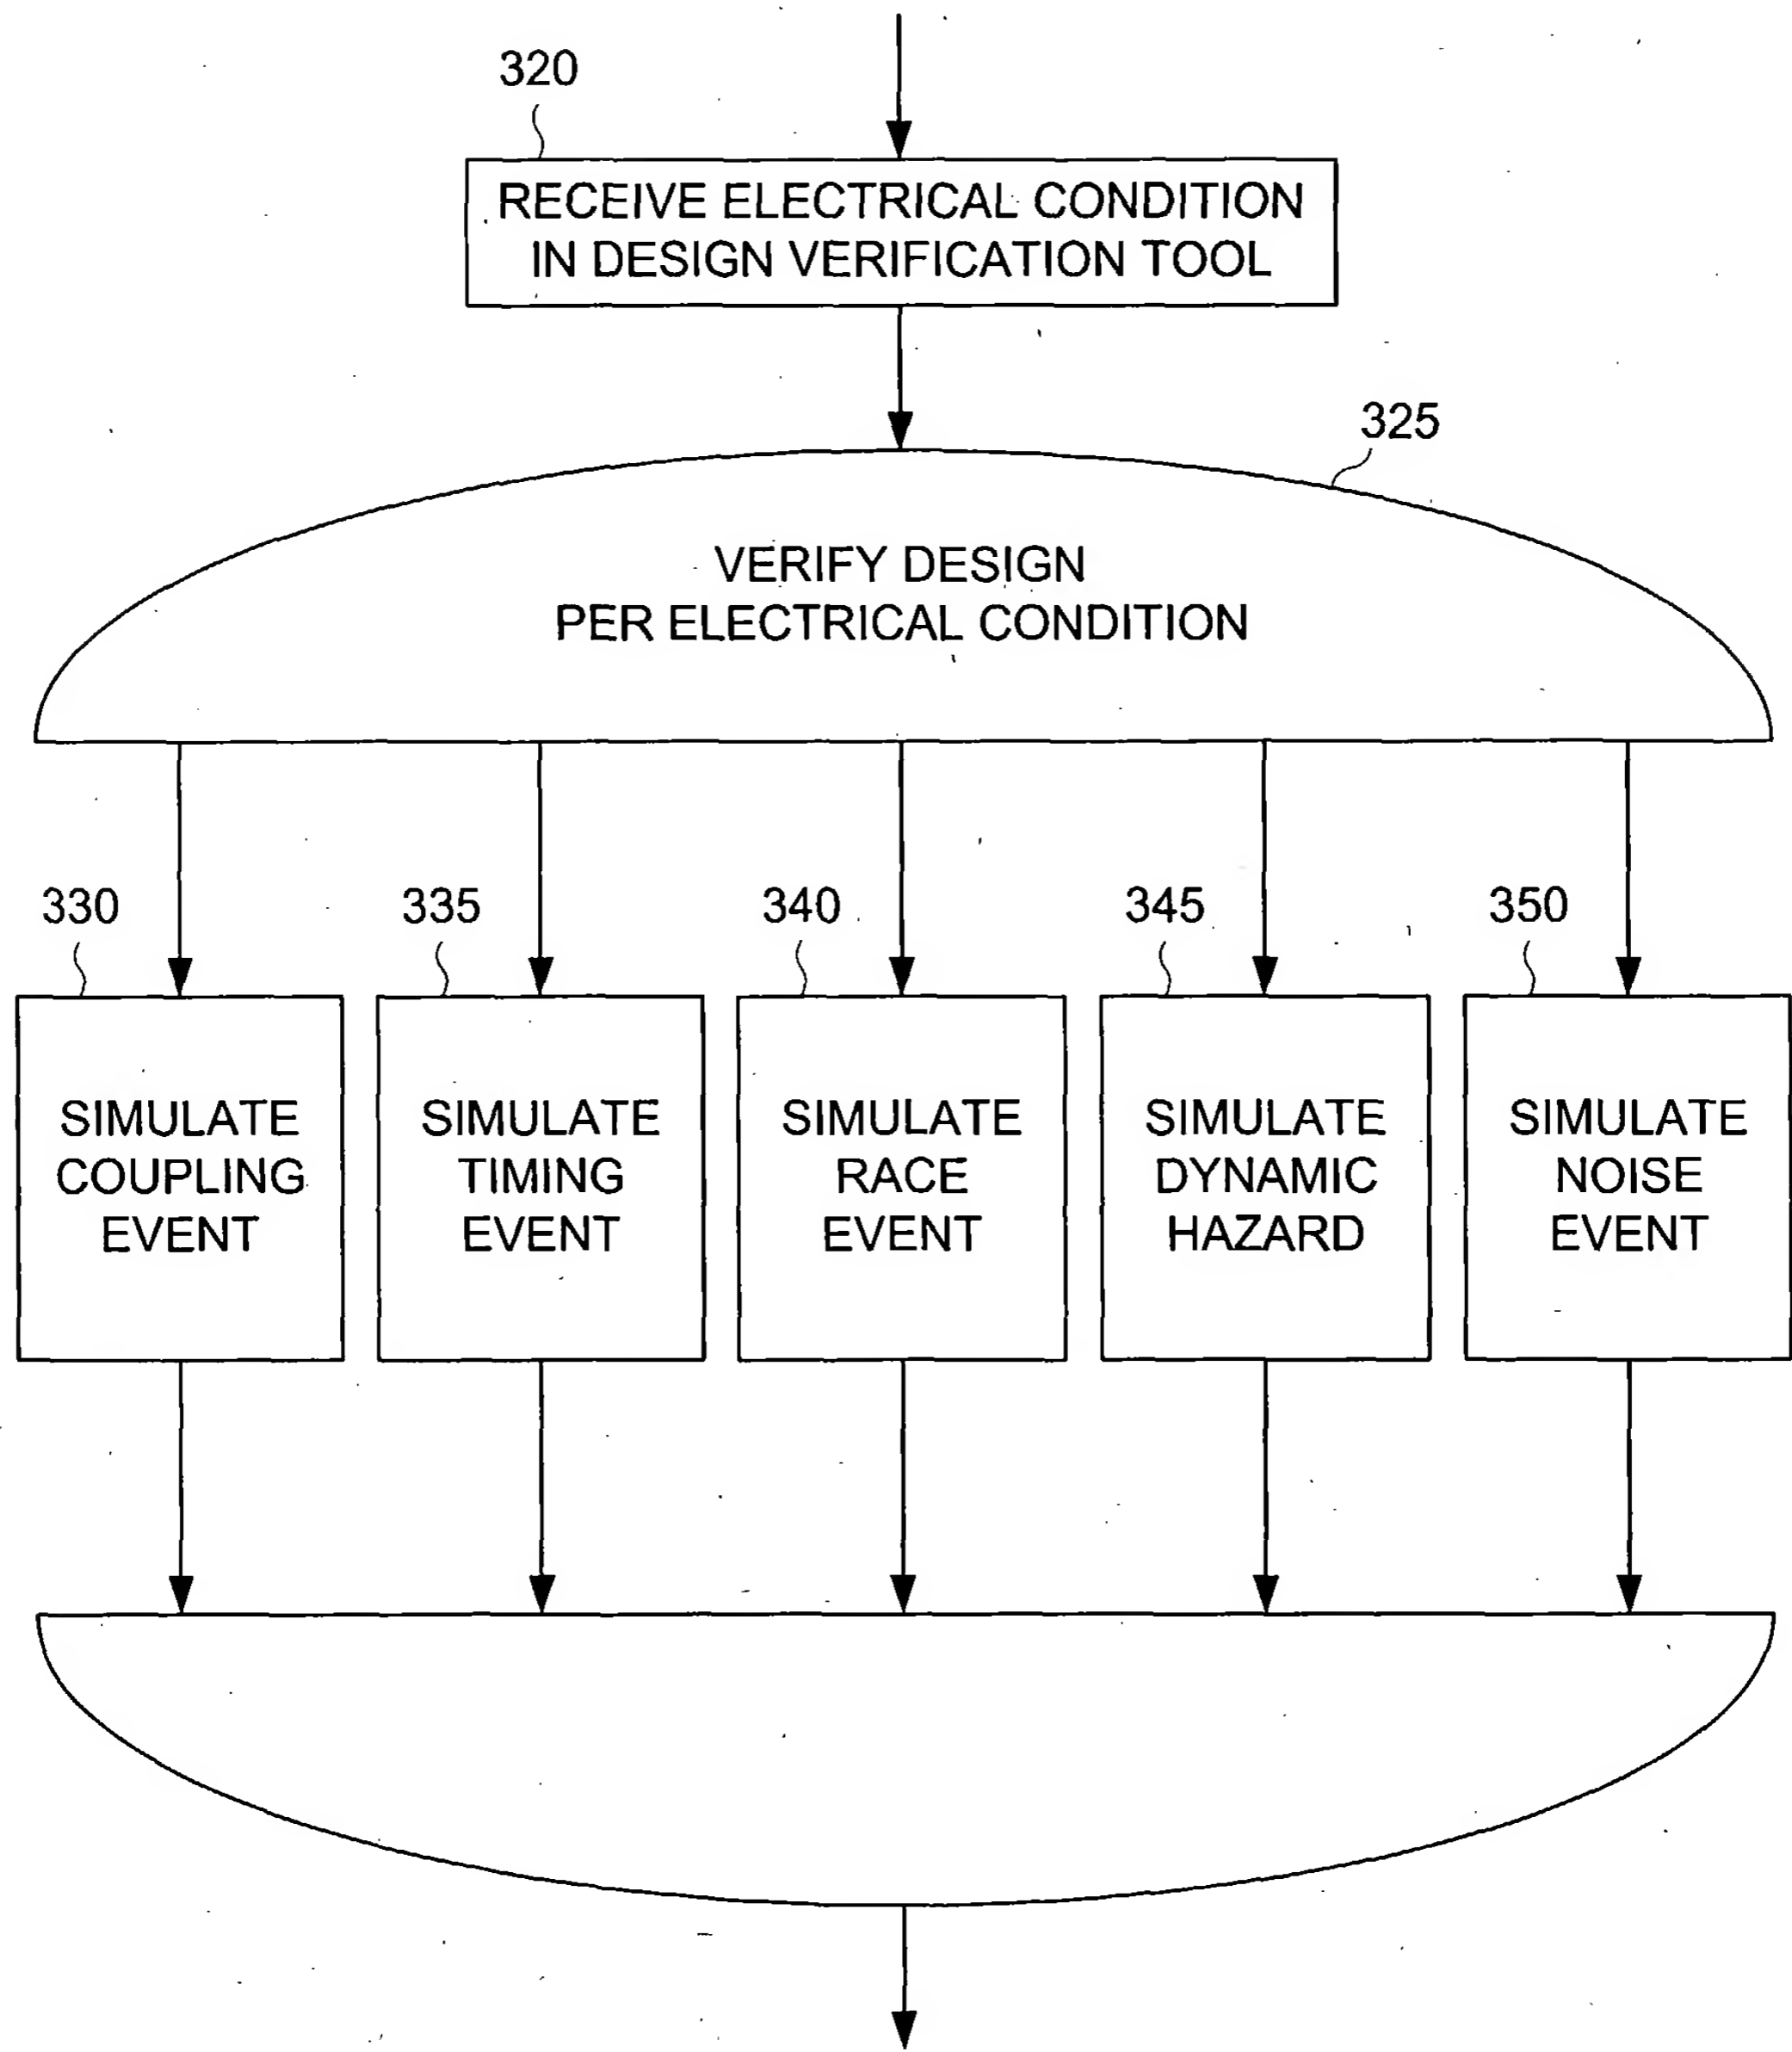 320
RECEIVE ELECTRICAL CONDITION
IN DESIGN VERIFICATION TOOL
325
VERIFY DESIGN
PER ELECTRICAL CONDITION
330
335
340
345
350
SIMULATE
COUPLING
EVENT
SIMULATE
TIMING
EVENT
SIMULATE
RACE
EVENT
SIMULATE
DYNAMIC
HAZARD
SIMULATE
NOISE
EVENT